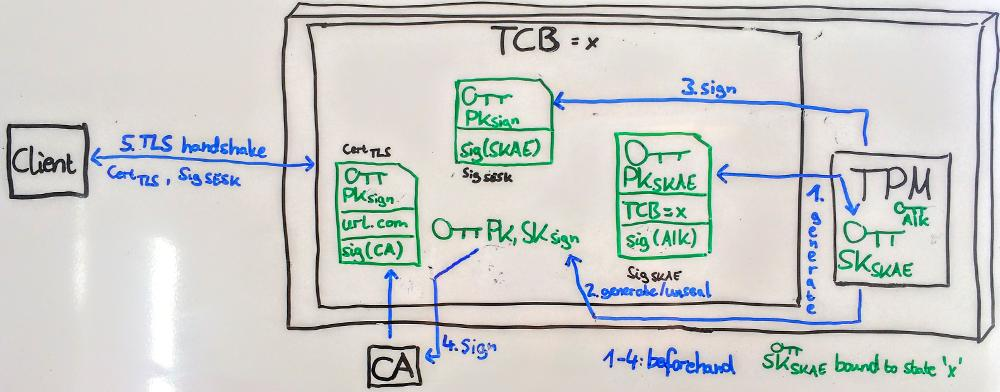 TCB = x
3. sign
PKsign
sig(SKAE)
SigSESK
Client
5. TLS handshake
CertTLS, SigSESK
CertTLS
PKsign
url.com
sig(CA)
PKSKAE
TCB=x
sig(AIK)
SigSKAE
PK, SKsign
1. generate
TPM
AIK
SKSKAE
2. generate/unseal
4. Sign
CA
1-4: beforehand
SKSKAE bound to state 'x'